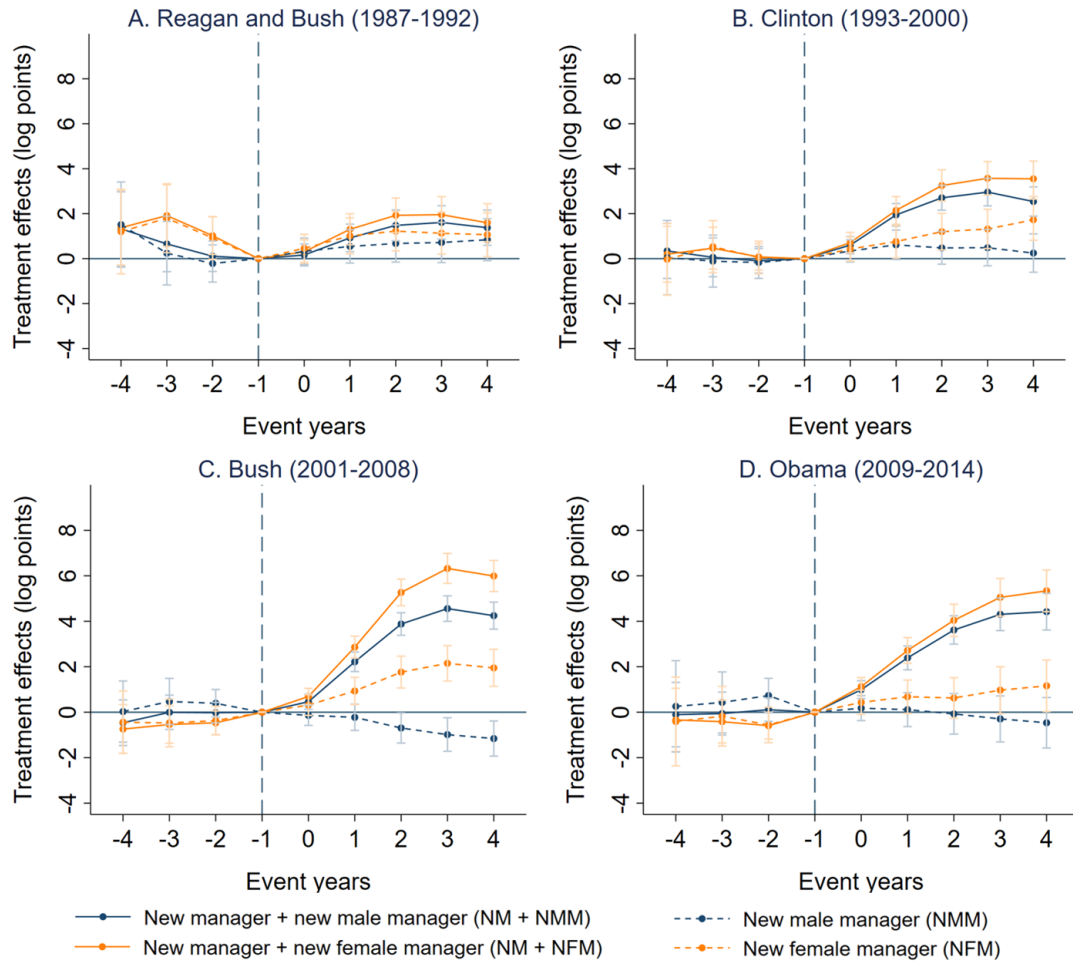 A. Reagan and Bush (1987-1992)
Treatment effects (log points)
8
6
4
2
0
-2
-4
-4 -3 -2 -1 0 1 2 3 4
Event years
B. Clinton (1993-2000)
Treatment effects (log points)
8
6
4
2
0
-2
-4
-4 -3 -2 -1 0 1 2 3 4
Event years
C. Bush (2001-2008)
Treatment effects (log points)
8
6
4
2
0
-2
-4
-4 -3 -2 -1 0 1 2 3 4
Event years
D. Obama (2009-2014)
Treatment effects (log points)
8
6
4
2
0
-2
-4
-4 -3 -2 -1 0 1 2 3 4
Event years
New manager + new male manager (NM + NMM)
New male manager (NMM)
New manager + new female manager (NM + NFM)
New female manager (NFM)